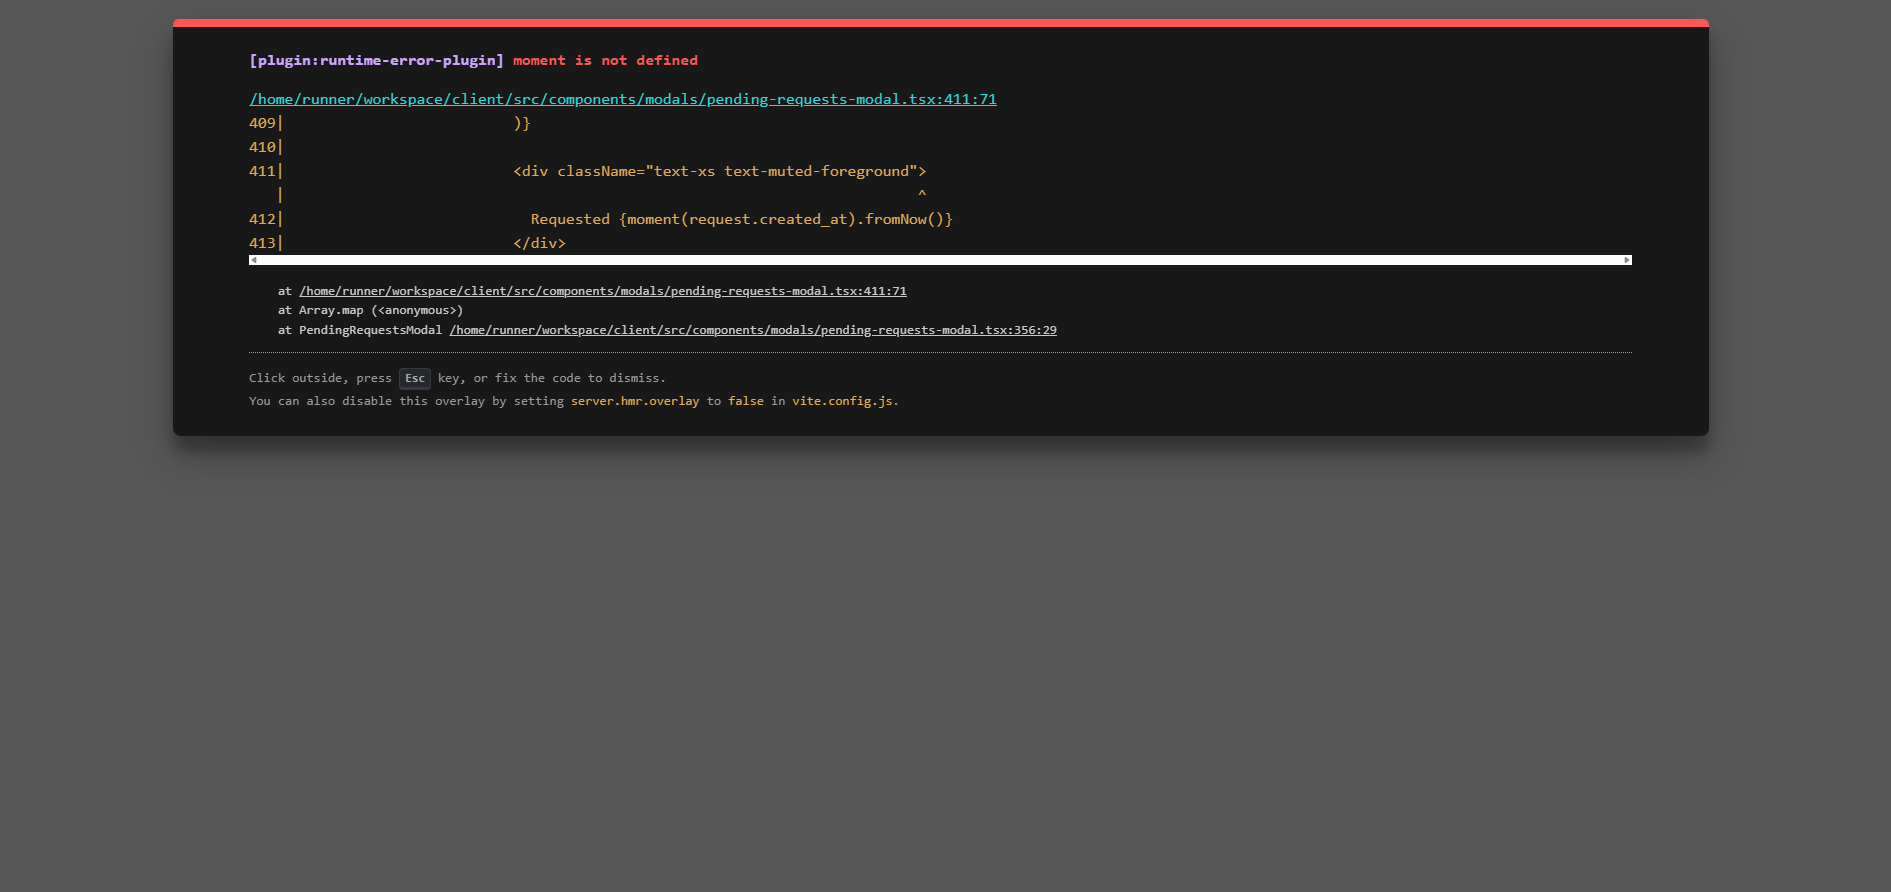 [plugin:runtime-error-plugin] moment is not defined
/home/runner/workspace/client/src/components/modals/pending-requests-modal.tsx:411:71
409|                          )}
410|
411|                          <div className="text-xs text-muted-foreground">
   |                                                                        ^
412|                            Requested {moment(request.created_at).fromNow()}
413|                          </div>
at /home/runner/workspace/client/src/components/modals/pending-requests-modal.tsx:411:71
at Array.map (<anonymous>)
at PendingRequestsModal /home/runner/workspace/client/src/components/modals/pending-requests-modal.tsx:356:29
Click outside, press Esc key, or fix the code to dismiss.
You can also disable this overlay by setting server.hmr.overlay to false in vite.config.js.